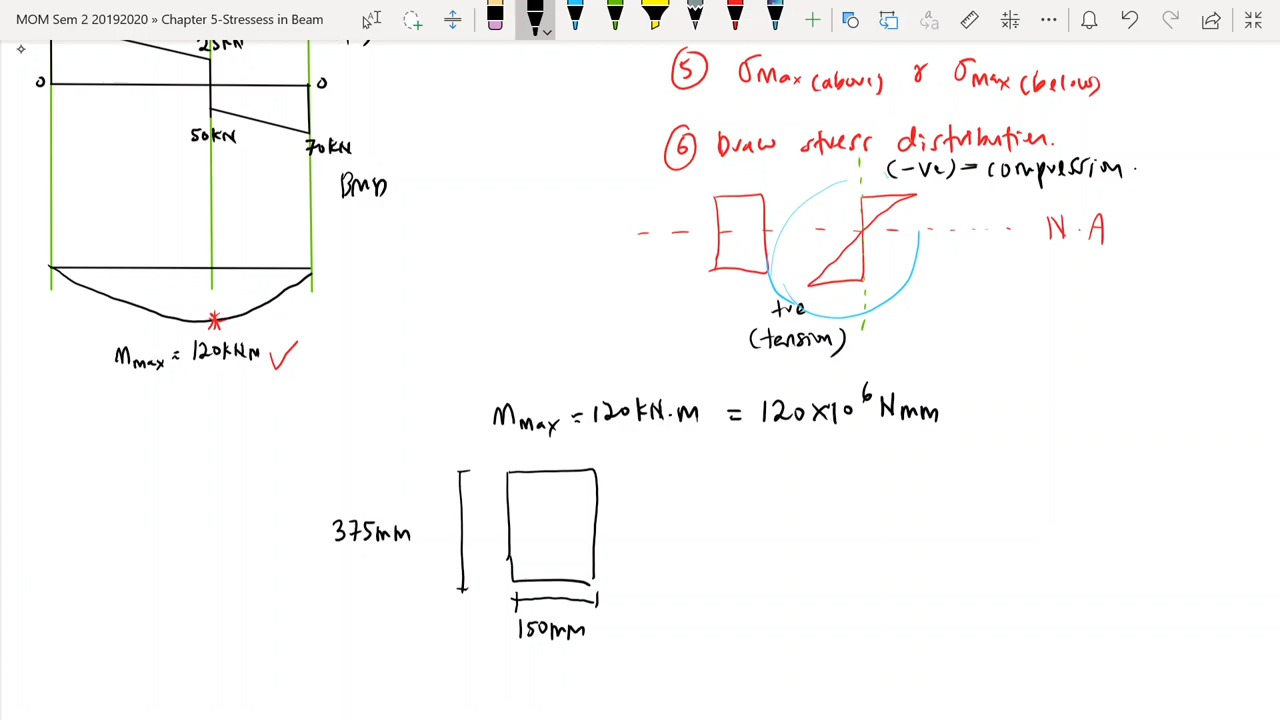 MOM Sem 2 20192020 » Chapter 5-Stressess in Beam
25KN
0
0
50KN
70KN
BMD
Mmax = 120KNM ✓
⑤ σMax (above) & σMax (below)
⑥ Draw stress distribution.
(-ve) = compression.
N.A
+ve
(tension)
Mmax = 120KN.M = 120×10⁶ Nmm
375mm
150mm